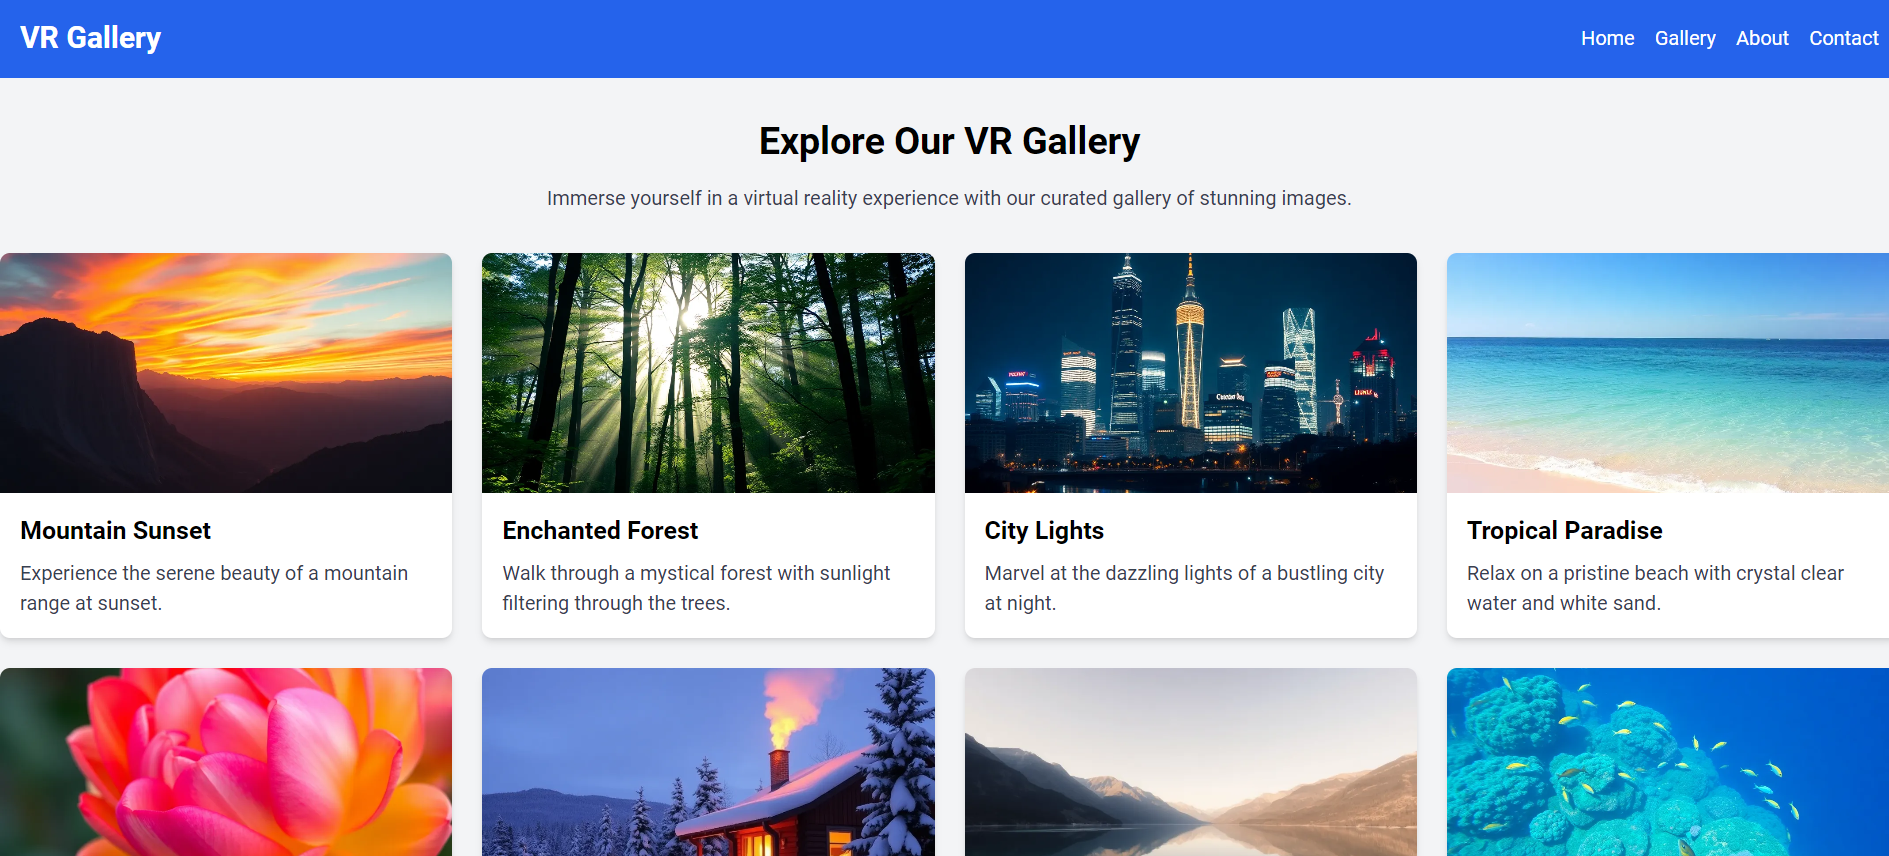 VR Gallery
Home Gallery About Contact
Explore Our VR Gallery
Immerse yourself in a virtual reality experience with our curated gallery of stunning images.
Mountain Sunset
Experience the serene beauty of a mountain
range at sunset.
Enchanted Forest
Walk through a mystical forest with sunlight
filtering through the trees.
City Lights
Marvel at the dazzling lights of a bustling city
at night.
Tropical Paradise
Relax on a pristine beach with crystal clear
water and white sand.